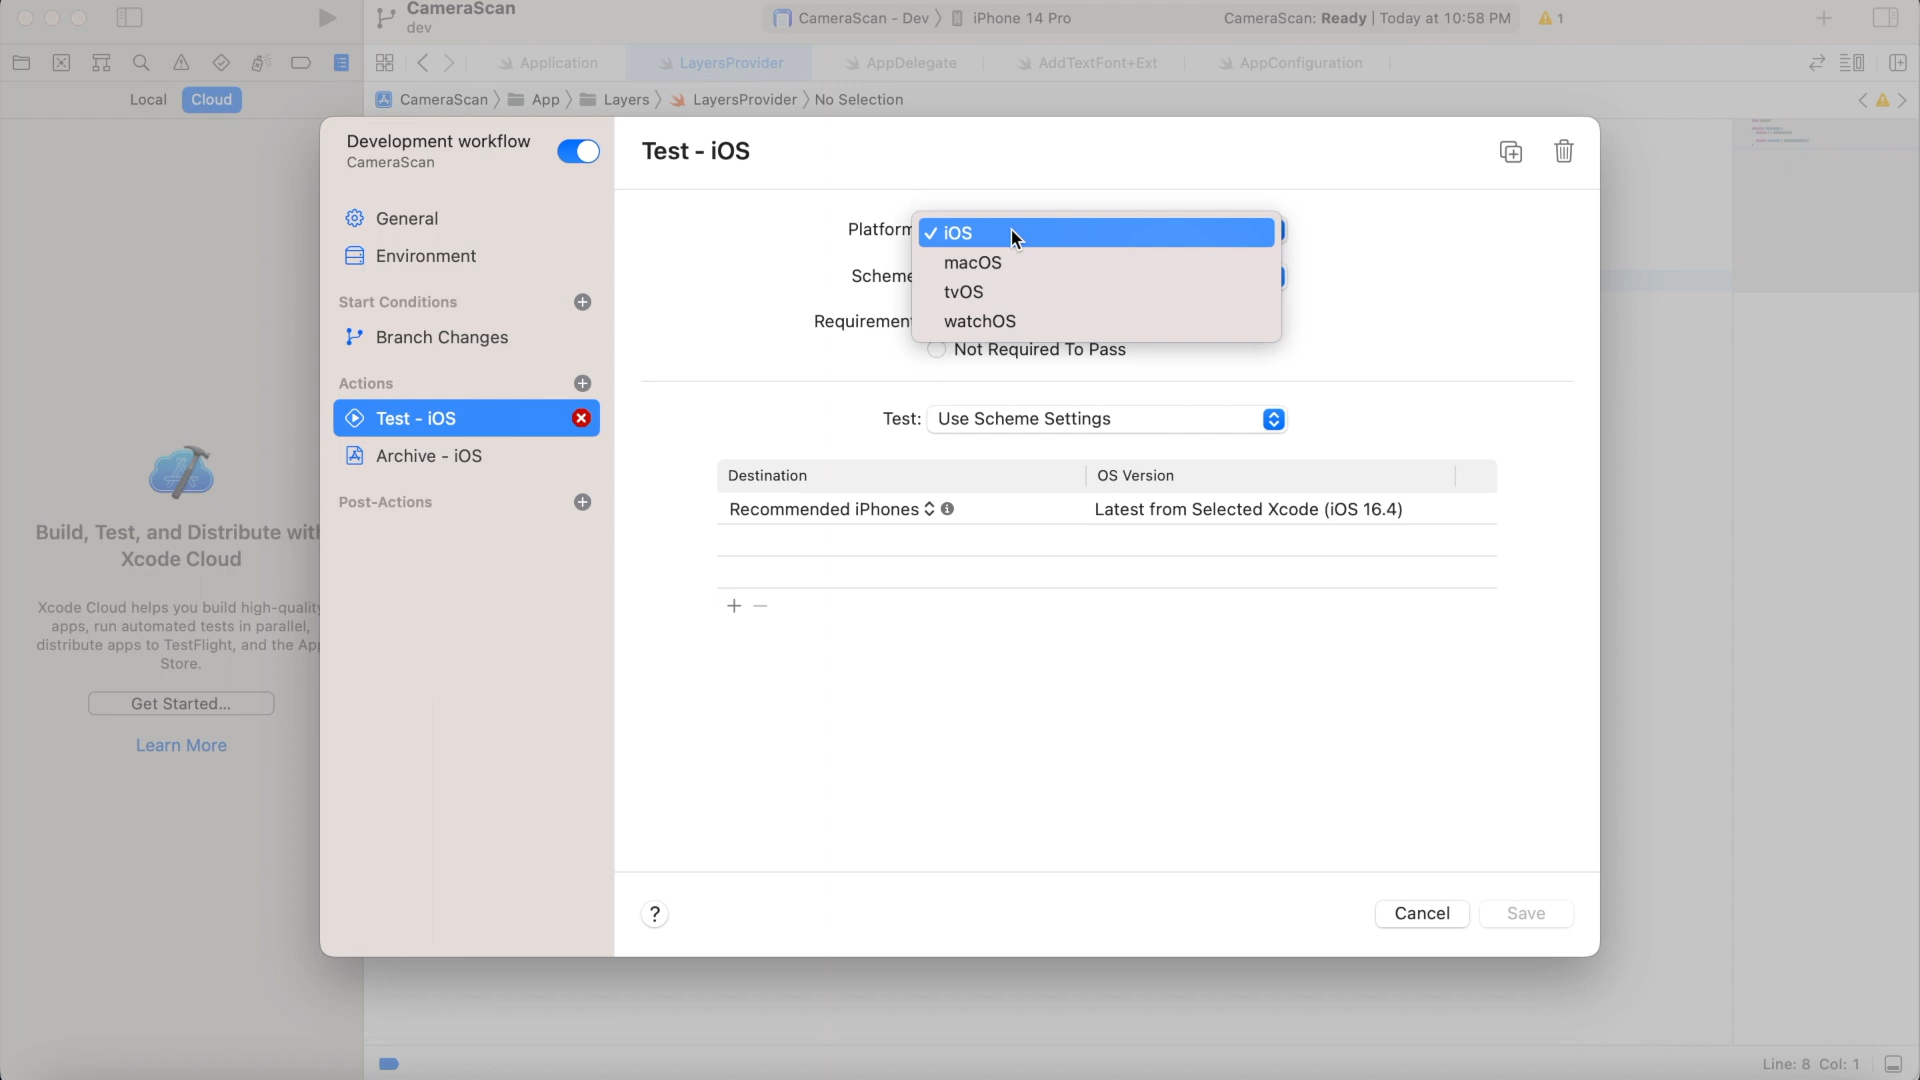 CameraScan
dev
CameraScan - Dev iPhone 14 Pro
CameraScan: Ready | Today at 10:58 PM
1
Application
LayersProvider
AppDelegate
AddTextFont+Ext
AppConfiguration
Local
Cloud
CameraScan
App
Layers
LayersProvider
No Selection
Development workflow
CameraScan
General
Environment
Start Conditions
Branch Changes
Actions
Test - iOS
Archive - iOS
Post-Actions
Test - iOS
Platform
iOS
macOS
tvOS
watchOS
Scheme
Requirement
Not Required To Pass
Test: Use Scheme Settings
Destination
OS Version
Recommended iPhones
Latest from Selected Xcode (iOS 16.4)
Build, Test, and Distribute with
Xcode Cloud
Xcode Cloud helps you build high-quality
apps, run automated tests in parallel,
distribute apps to TestFlight, and the App
Store.
Get Started...
Learn More
?
Cancel
Save
Line: 8 Col: 1